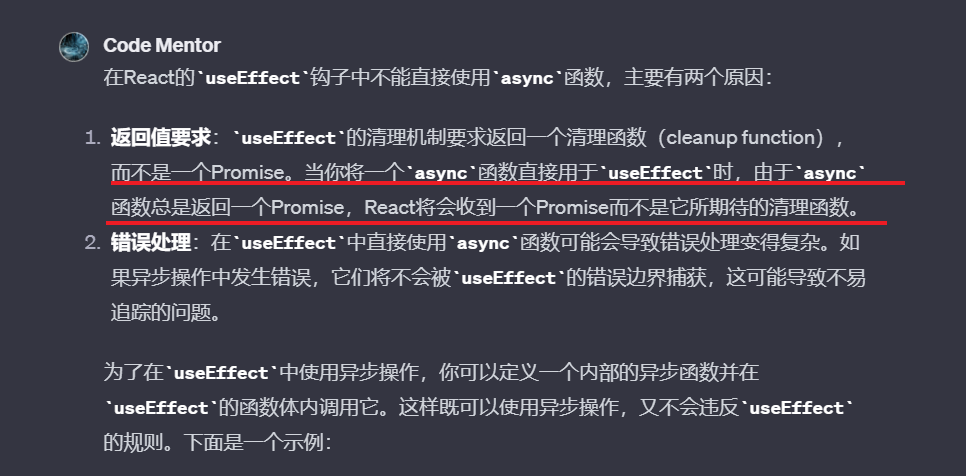 Code Mentor
在React的`useEffect`钩子中不能直接使用`async`函数，主要有两个原因：
1. 返回值要求：`useEffect`的清理机制要求返回一个清理函数（cleanup function），
而不是一个Promise。当你将一个`async`函数直接用于`useEffect`时，由于`async`
函数总是返回一个Promise，React将会收到一个Promise而不是它所期待的清理函数。
2. 错误处理：在`useEffect`中直接使用`async`函数可能会导致错误处理变得复杂。如
果异步操作中发生错误，它们将不会被`useEffect`的错误边界捕获，这可能导致不易
追踪的问题。
为了在`useEffect`中使用异步操作，你可以定义一个内部的异步函数并在
`useEffect`的函数体内调用它。这样既可以使用异步操作，又不会违反`useEffect`
的规则。下面是一个示例：